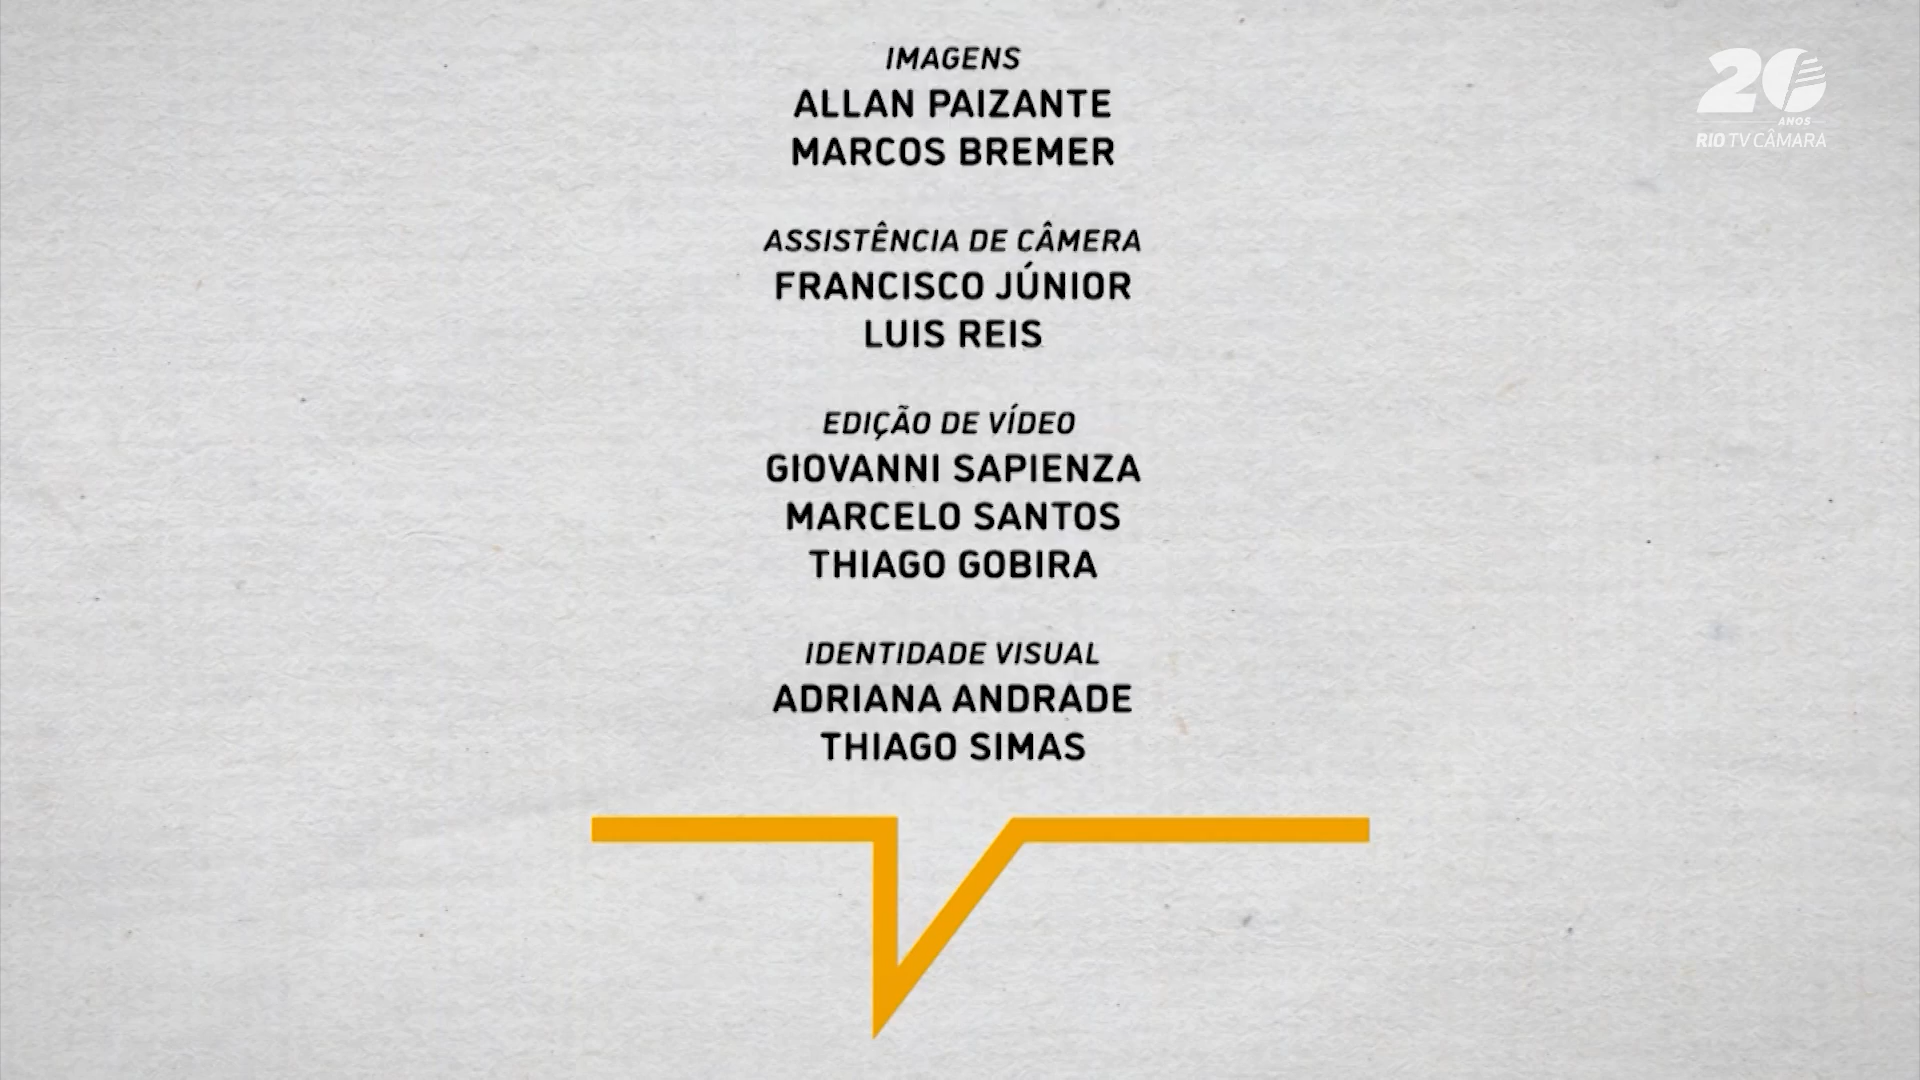 IMAGENS
ALLAN PAIZANTE
MARCOS BREMER
ASSISTÊNCIA DE CÂMERA
FRANCISCO JÚNIOR
LUIS REIS
EDIÇÃO DE VÍDEO
GIOVANNI SAPIENZA
MARCELO SANTOS
THIAGO GOBIRA
IDENTIDADE VISUAL
ADRIANA ANDRADE
THIAGO SIMAS
20
ANOS
RIO TV CÂMARA